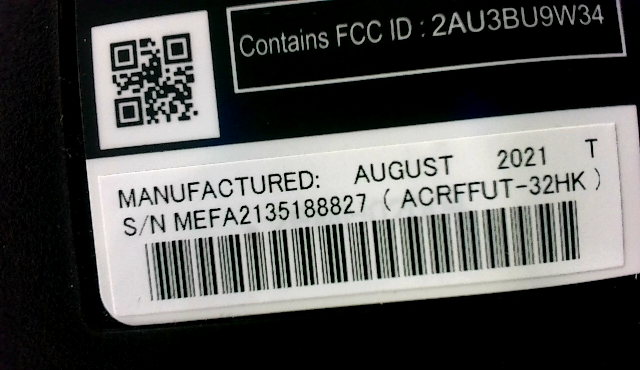 Contains FCC ID : 2AU3BU9W34
MANUFACTURED: AUGUST 2021 T
S/N MEFA2135188827 ( ACRFFUT-32HK )